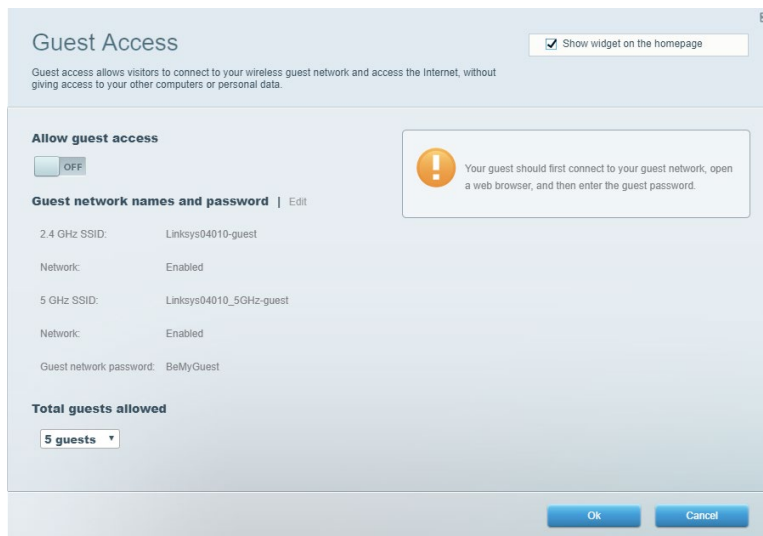 Guest Access
Show widget on the homepage
Guest access allows visitors to connect to your wireless guest network and access the Internet, without
giving access to your other computers or personal data.
Allow guest access
OFF
Your guest should first connect to your guest network, open
a web browser, and then enter the guest password.
Guest network names and password | Edit
2.4 GHz SSID: Linksys04010-guest
Network: Enabled
5 GHz SSID: Linksys04010_5GHz-guest
Network: Enabled
Guest network password: BeMyGuest
Total guests allowed
5 guests
Ok Cancel